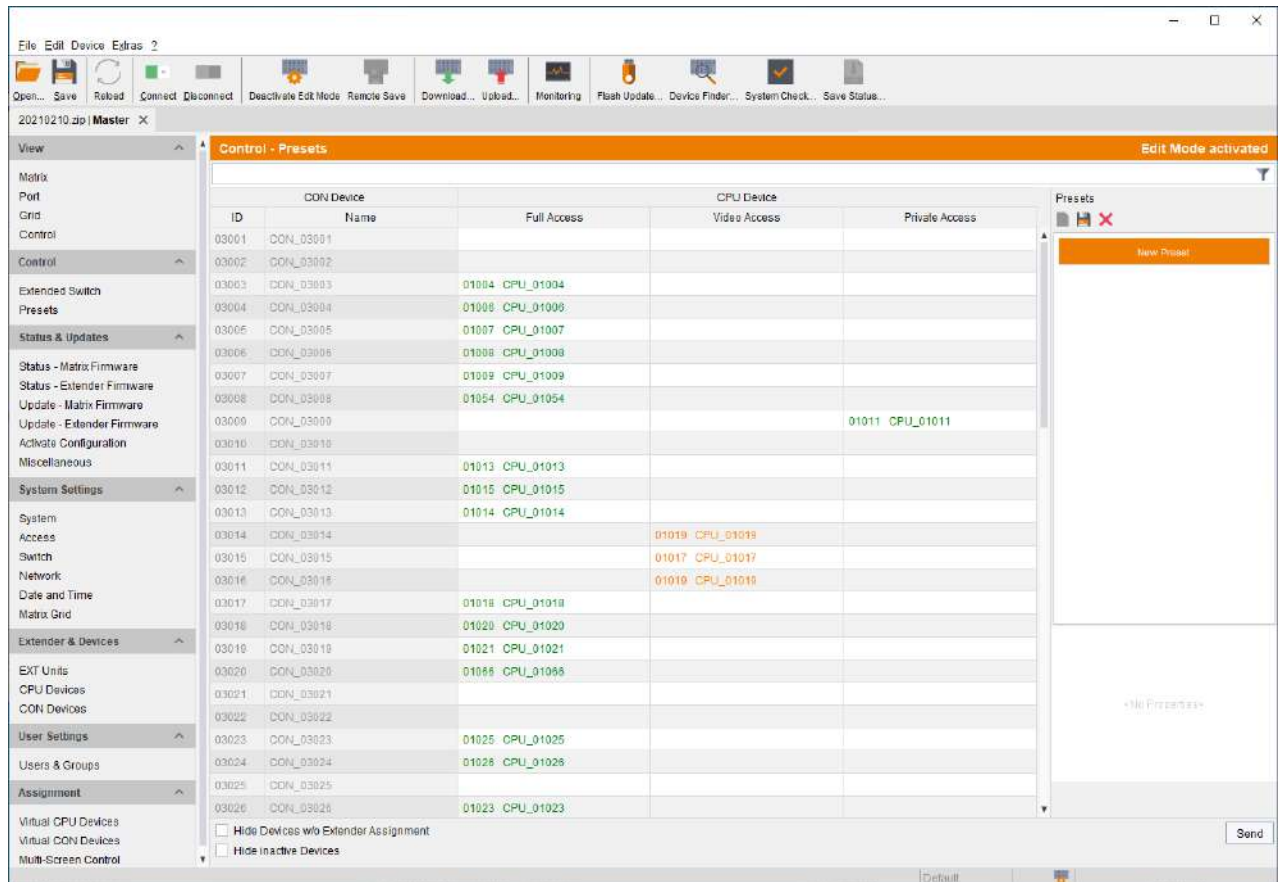 File Edit Device Extras ?
Open... Save Reload Connect Disconnect Deactivate Edit Mode Remote Save Download... Upload... Monitoring Flash Update... Device Finder... System Check... Save Status...
20210210.zip | Master X
View
Matrix
Port
Grid
Control
Control
Extended Switch
Presets
Status & Updates
Status - Matrix Firmware
Status - Extender Firmware
Update - Matrix Firmware
Update - Extender Firmware
Activate Configuration
Miscellaneous
System Settings
System
Access
Switch
Network
Date and Time
Matrix Grid
Extender & Devices
EXT Units
CPU Devices
CON Devices
User Settings
Users & Groups
Assignment
Virtual CPU Devices
Virtual CON Devices
Multi-Screen Control
Control - Presets Edit Mode activated
CON Device CPU Device
ID Name Full Access Video Access Private Access
03001 CON_03001
03002 CON_03002
03003 CON_03003 01004 CPU_01004
03004 CON_03004 01006 CPU_01006
03005 CON_03005 01007 CPU_01007
03006 CON_03006 01008 CPU_01008
03007 CON_03007 01009 CPU_01009
03008 CON_03008 01054 CPU_01054
03009 CON_03009 01011 CPU_01011
03010 CON_03010
03011 CON_03011 01013 CPU_01013
03012 CON_03012 01015 CPU_01015
03013 CON_03013 01014 CPU_01014
03014 CON_03014 01019 CPU_01019
03015 CON_03015 01017 CPU_01017
03016 CON_03016 01019 CPU_01019
03017 CON_03017 01018 CPU_01018
03018 CON_03018 01020 CPU_01020
03019 CON_03019 01021 CPU_01021
03020 CON_03020 01066 CPU_01066
03021 CON_03021
03022 CON_03022
03023 CON_03023 01025 CPU_01025
03024 CON_03024 01026 CPU_01026
03025 CON_03025
03026 CON_03026 01023 CPU_01023
Hide Devices w/o Extender Assignment
Hide inactive Devices
Presets
New Preset
<No Properties>
Send
Default